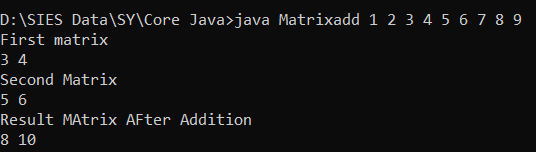 D:\SIES Data\SY\Core Java>java Matrixadd 1 2 3 4 5 6 7 8 9
First matrix
3 4
Second Matrix
5 6
Result MAtrix AFter Addition
8 10